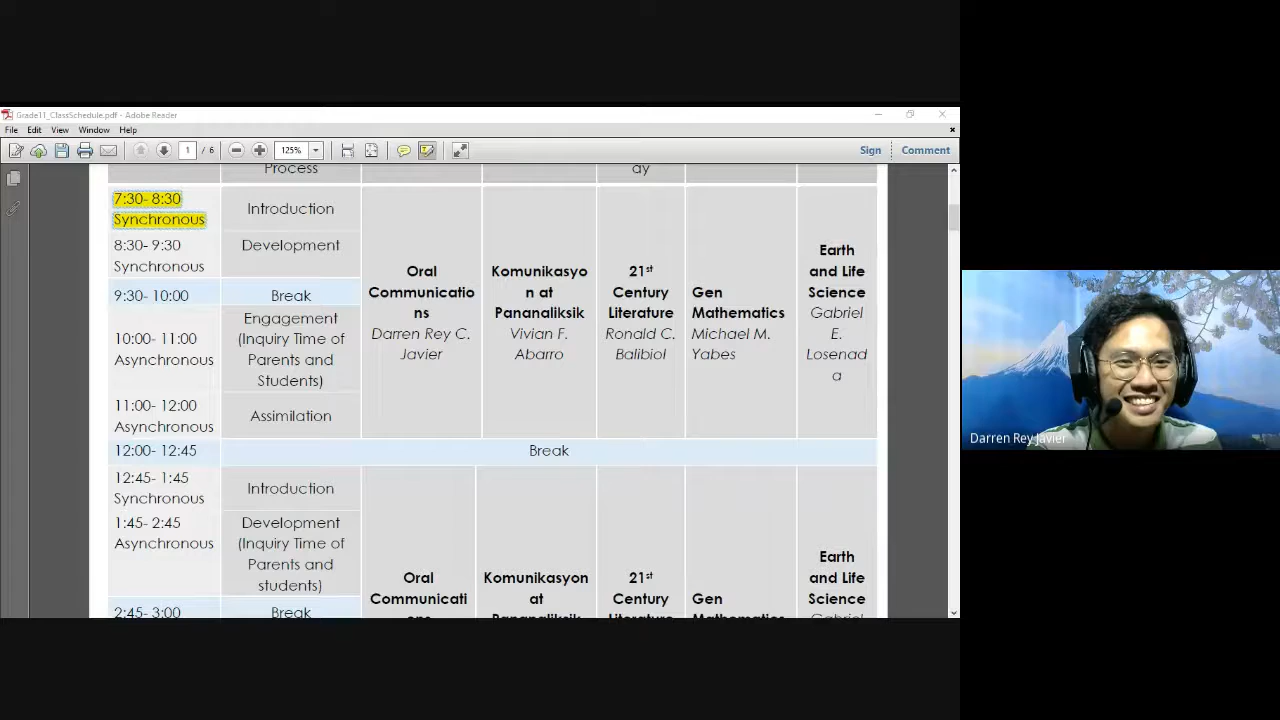 Grade11_ClassSchedule.pdf - Adobe Reader
File Edit View Window Help
1 / 6 125% Sign Comment
Process ay
7:30- 8:30
Synchronous
Introduction
8:30- 9:30
Synchronous
Development
9:30- 10:00 Break
10:00- 11:00
Asynchronous
Engagement
(Inquiry Time of
Parents and
Students)
11:00- 12:00
Asynchronous
Assimilation
Oral
Communicatio
ns
Darren Rey C.
Javier
Komunikasyo
n at
Pananaliksik
Vivian F.
Abarro
21st
Century
Literature
Ronald C.
Balibiol
Gen
Mathematics
Michael M.
Yabes
Earth
and Life
Science
Gabriel
E.
Losenad
a
12:00- 12:45 Break
12:45- 1:45
Synchronous
Introduction
1:45- 2:45
Asynchronous
Development
(Inquiry Time of
Parents and
students)
2:45- 3:00 Break
Oral
Communicati
ons
Komunikasyon
at
Pananaliksik
21st
Century
Literature
Gen
Mathematics
Earth
and Life
Science
Gabriel
Darren Rey Javier